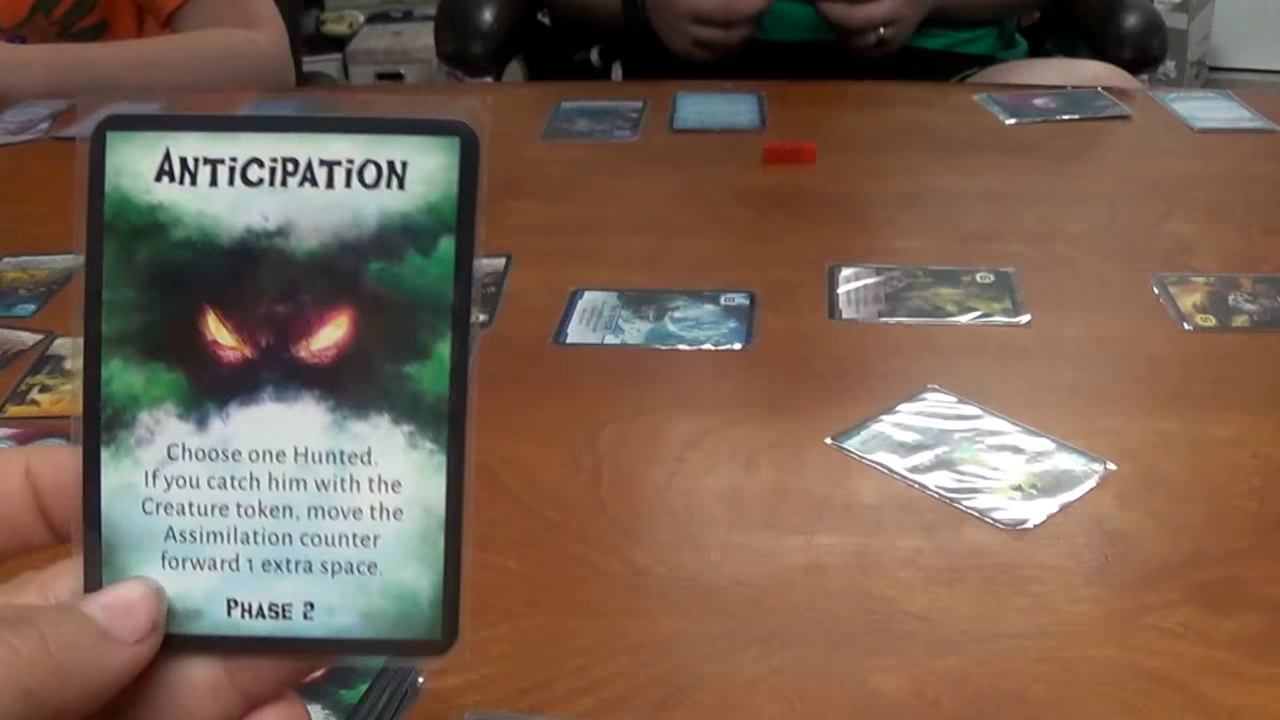 ANTiCiPATiON
Choose one Hunted.
If you catch him with the
Creature token, move the
Assimilation counter
forward 1 extra space.
PHASE 2